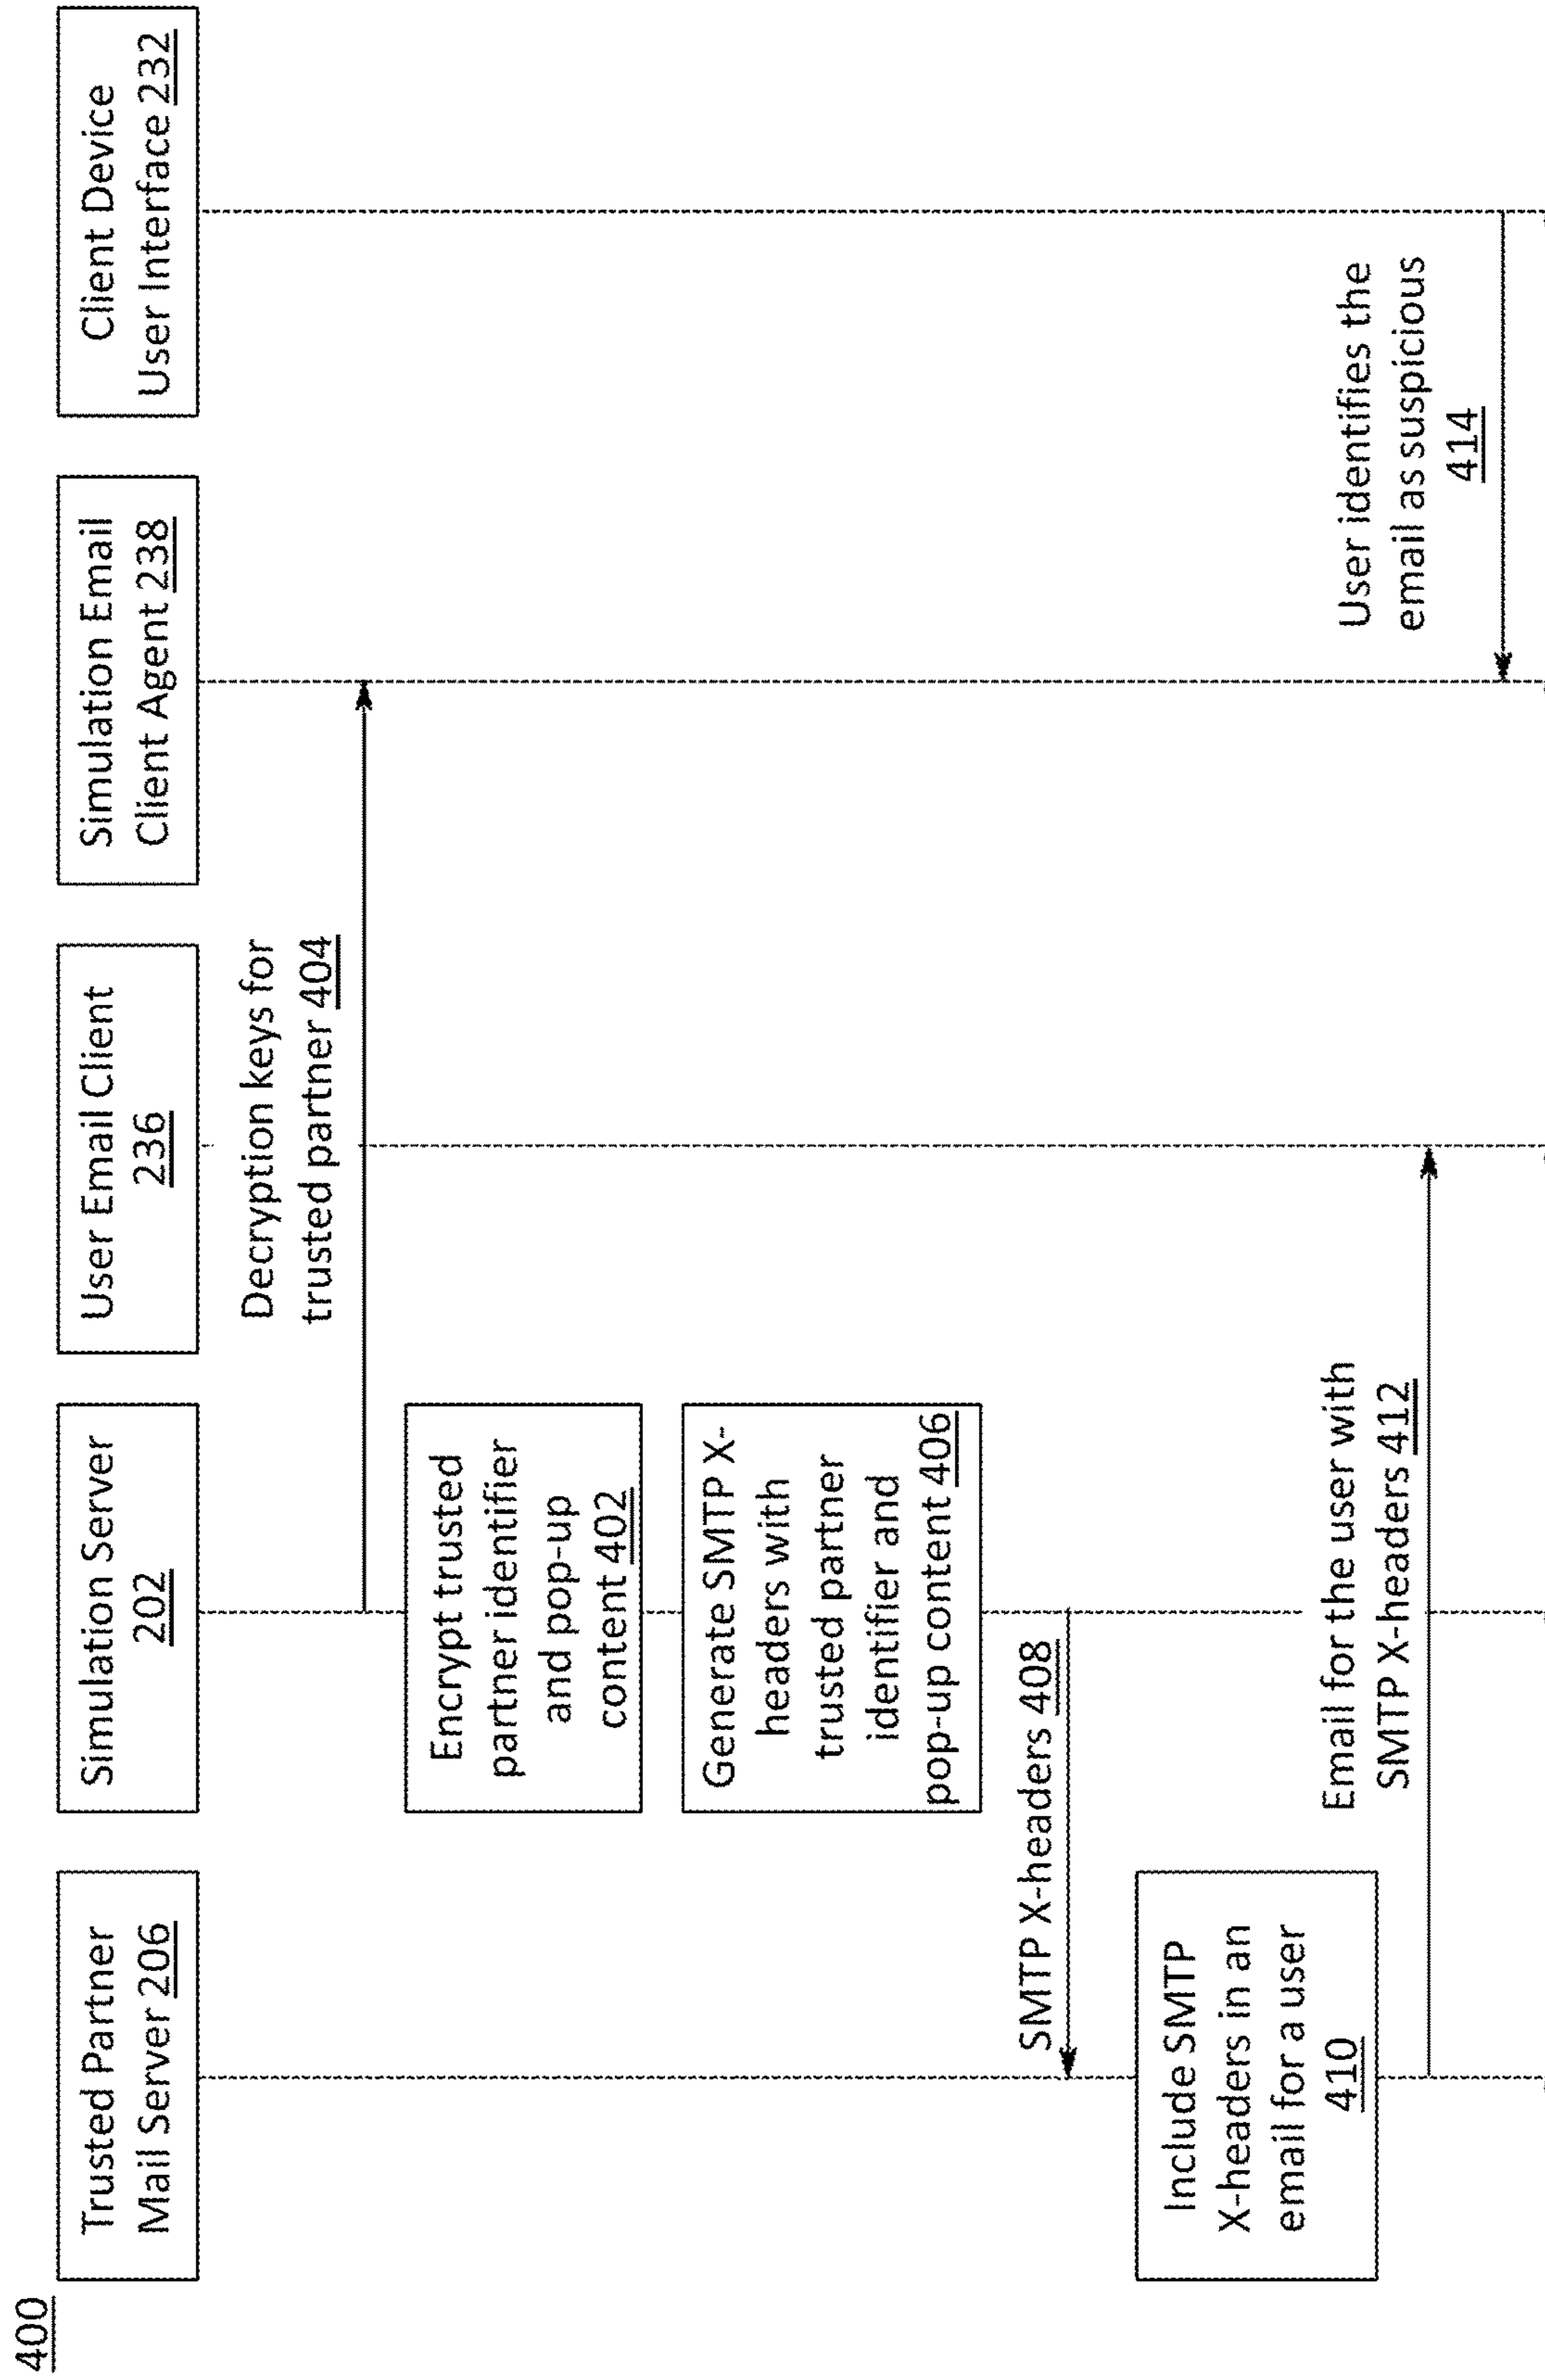 400
Trusted Partner
Mail Server 206
Simulation Server
202
User Email Client
236
Simulation Email
Client Agent 238
Client Device
User Interface 232
Decryption keys for
trusted partner 404
Encrypt trusted
partner identifier
and pop-up
content 402
Generate SMTP X-
headers with
trusted partner
identifier and
pop-up content 406
SMTP X-headers 408
Include SMTP
X-headers in an
email for a user
410
Email for the user with
SMTP X-headers 412
User identifies the
email as suspicious
414